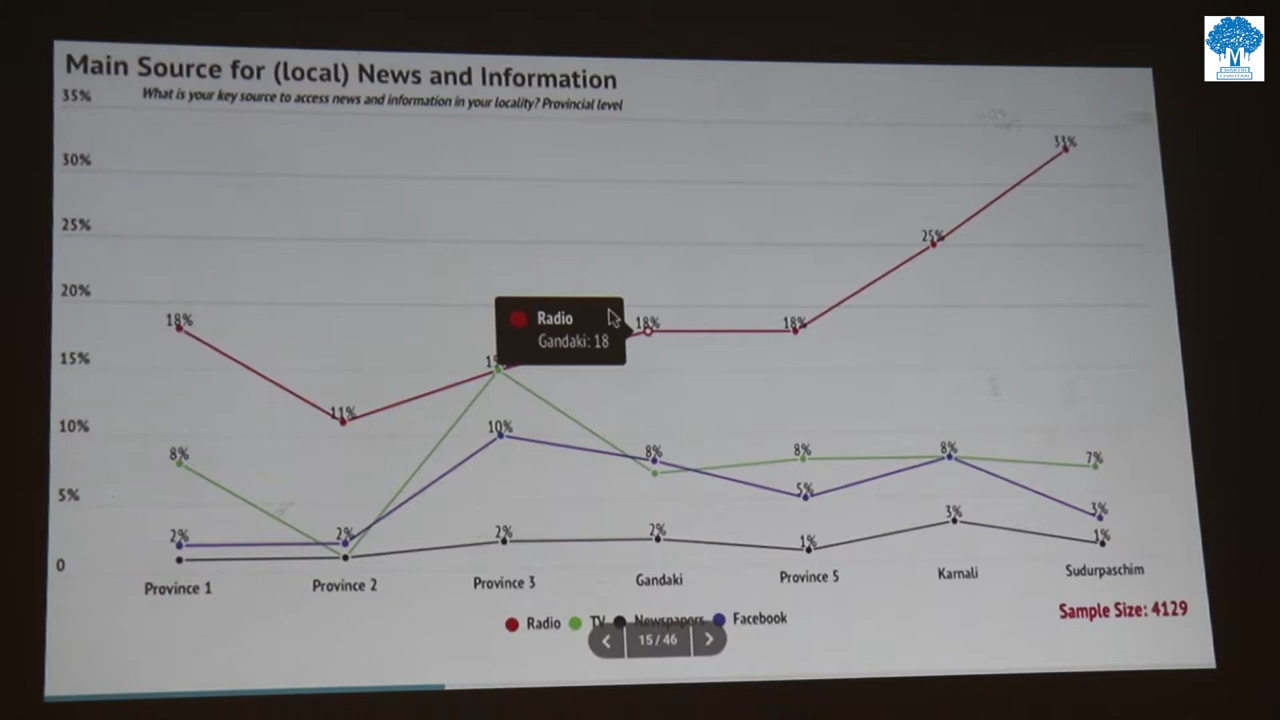 MARTIN
CHAUTARI
Main Source for (local) News and Information
What is your key source to access news and information in your locality? Provincial level
35%
30%
25%
20%
15%
10%
5%
0
33%
25%
18%
Radio
Gandaki: 18
18%
18%
11%
10%
8%
8%
8%
8%
7%
5%
2%
2%
2%
2%
1%
3%
3%
1%
Province 1
Province 2
Province 3
Gandaki
Province 5
Karnali
Sudurpaschim
Radio
TV
Newspapers
Facebook
Sample Size: 4129
15 / 46